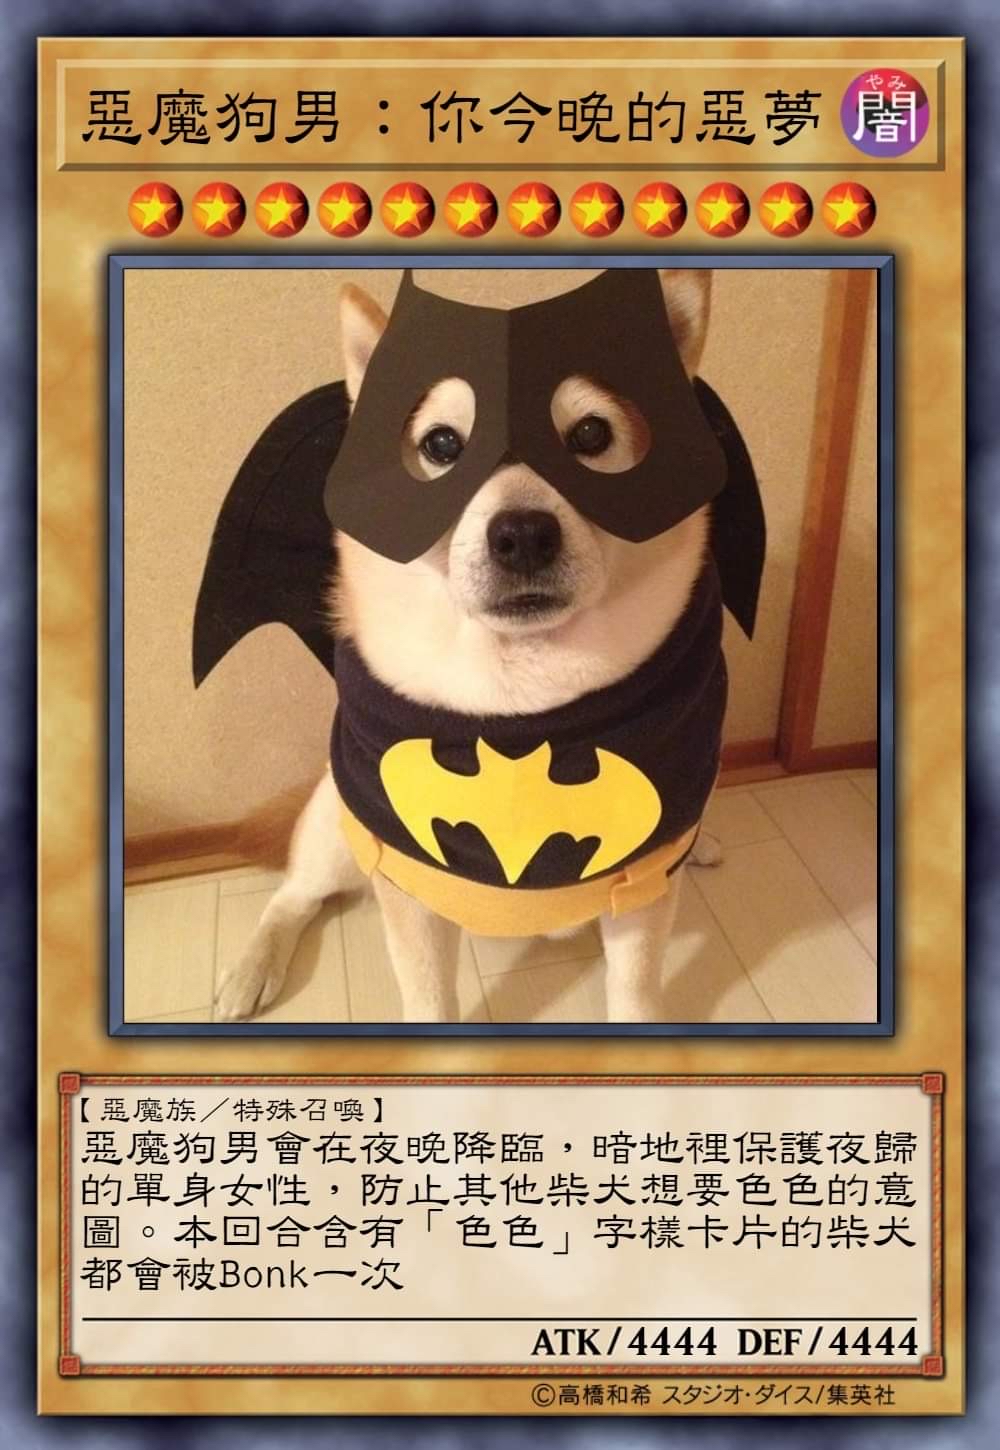 惡魔狗男：你今晚的惡夢
やみ
闇
【惡魔族／特殊召喚】
惡魔狗男會在夜晚降臨，暗地裡保護夜歸
的單身女性，防止其他柴犬想要色色的意
圖。本回合含有「色色」字樣卡片的柴犬
都會被Bonk一次
ATK/4444 DEF/4444
©高橋和希 スタジオ・ダイス/集英社